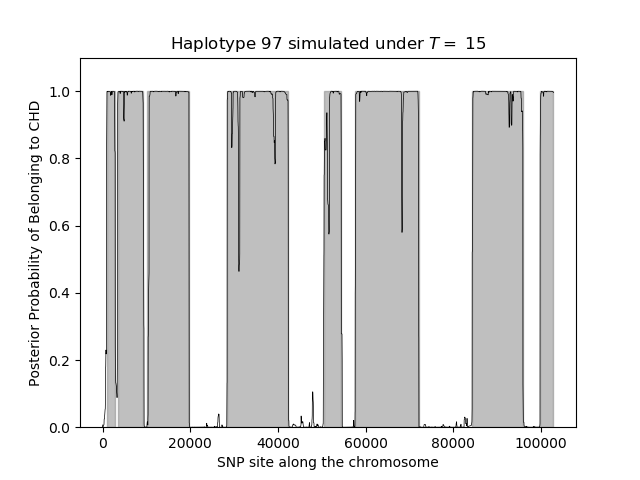 Haplotype 97 simulated under T = 15
Posterior Probability of Belonging to CHD
1.0
0.8
0.6
0.4
0.2
0.0
0 20000 40000 60000 80000 100000
SNP site along the chromosome